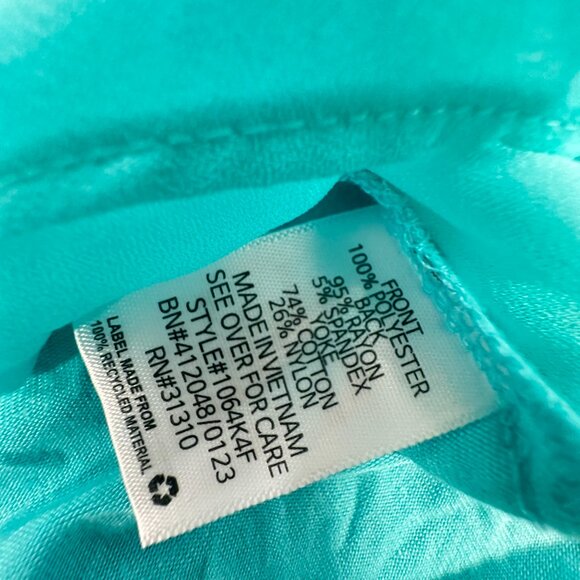 FRONT
100% POLYESTER
BACK
95% RAYON
5% SPANDEX
YOKE
74% COTTON
26% NYLON
MADE IN VIETNAM
SEE OVER FOR CARE
STYLE#1064K4F
BN#412048/0123
RN#31310
LABEL MADE FROM
100% RECYCLED MATERIAL